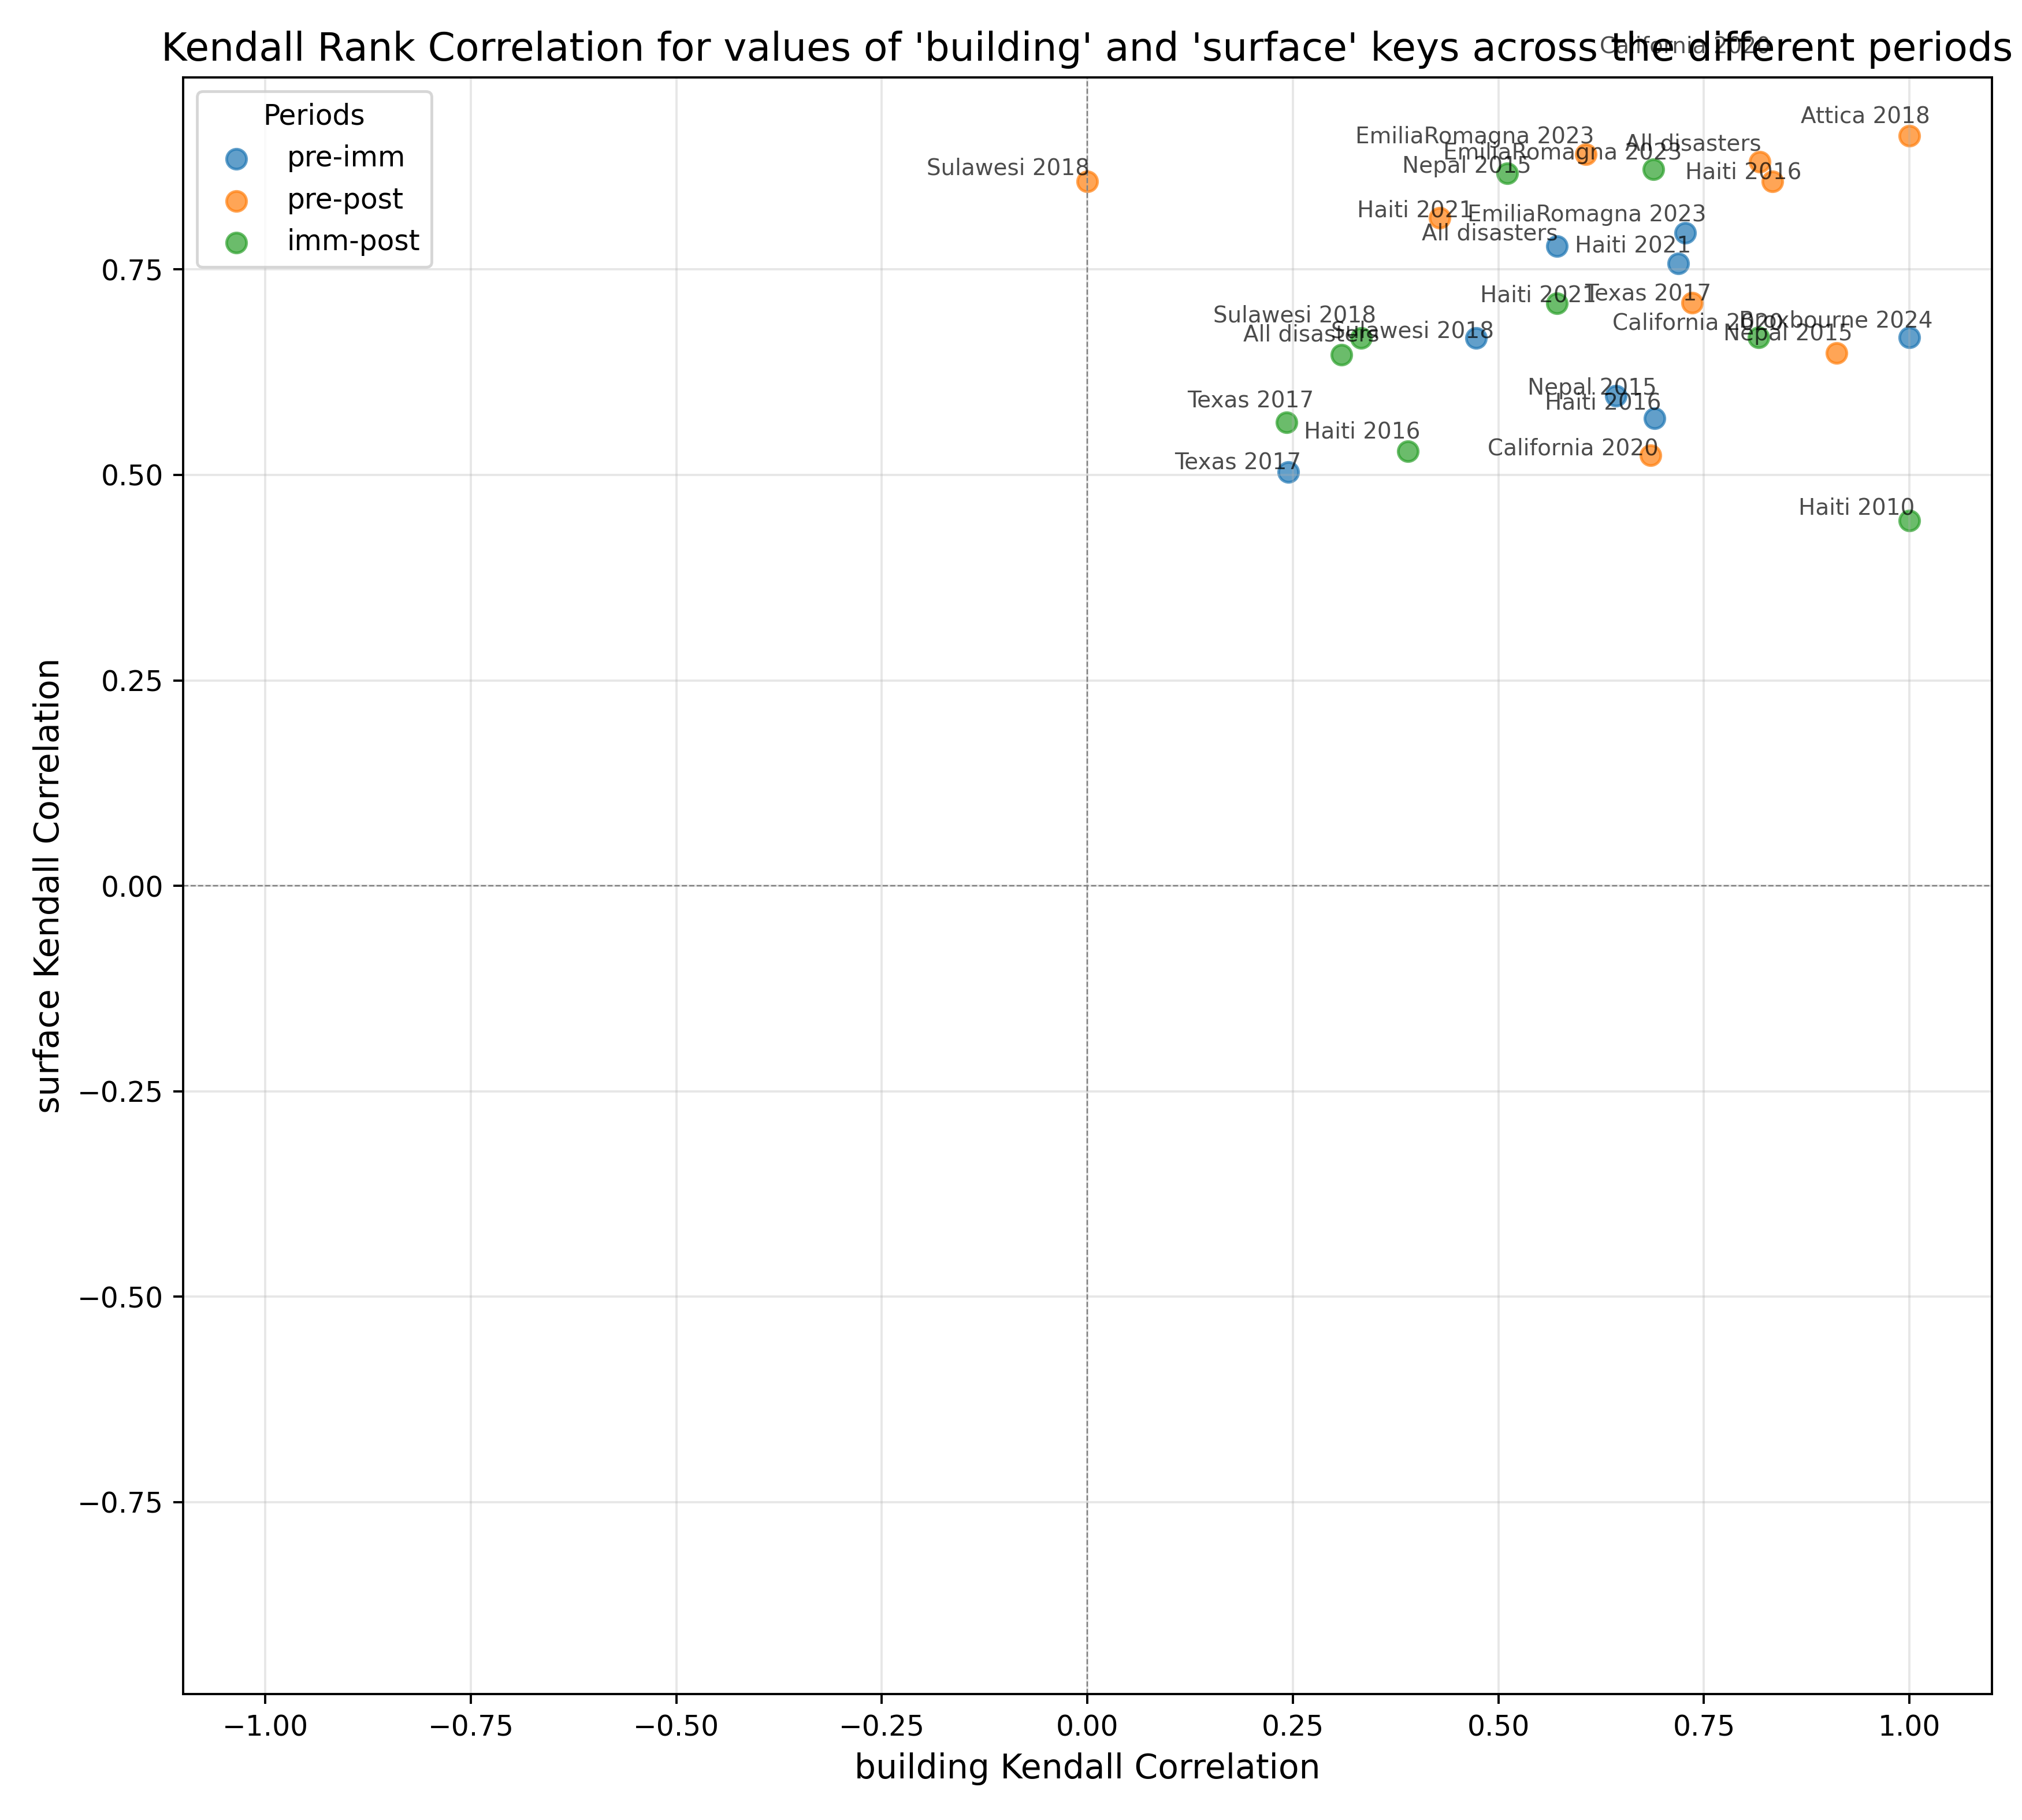 Kendall Rank Correlation for values of 'building' and 'surface' keys across the different periods
California 2020
Periods
pre-imm
pre-post
imm-post
Attica 2018
EmiliaRomagna 2023
All disasters
EmiliaRomagna 2023
Nepal 2015
Haiti 2016
Sulawesi 2018
Haiti 2021
EmiliaRomagna 2023
All disasters
Haiti 2021
Haiti 2021
Texas 2017
Sulawesi 2018
California 2020
Broxbourne 2024
All disasters
Sulawesi 2018
Nepal 2015
Nepal 2015
Haiti 2016
Texas 2017
Haiti 2016
California 2020
Texas 2017
Haiti 2010
0.75
0.50
0.25
0.00
−0.25
−0.50
−0.75
surface Kendall Correlation
−1.00
−0.75
−0.50
−0.25
0.00
0.25
0.50
0.75
1.00
building Kendall Correlation